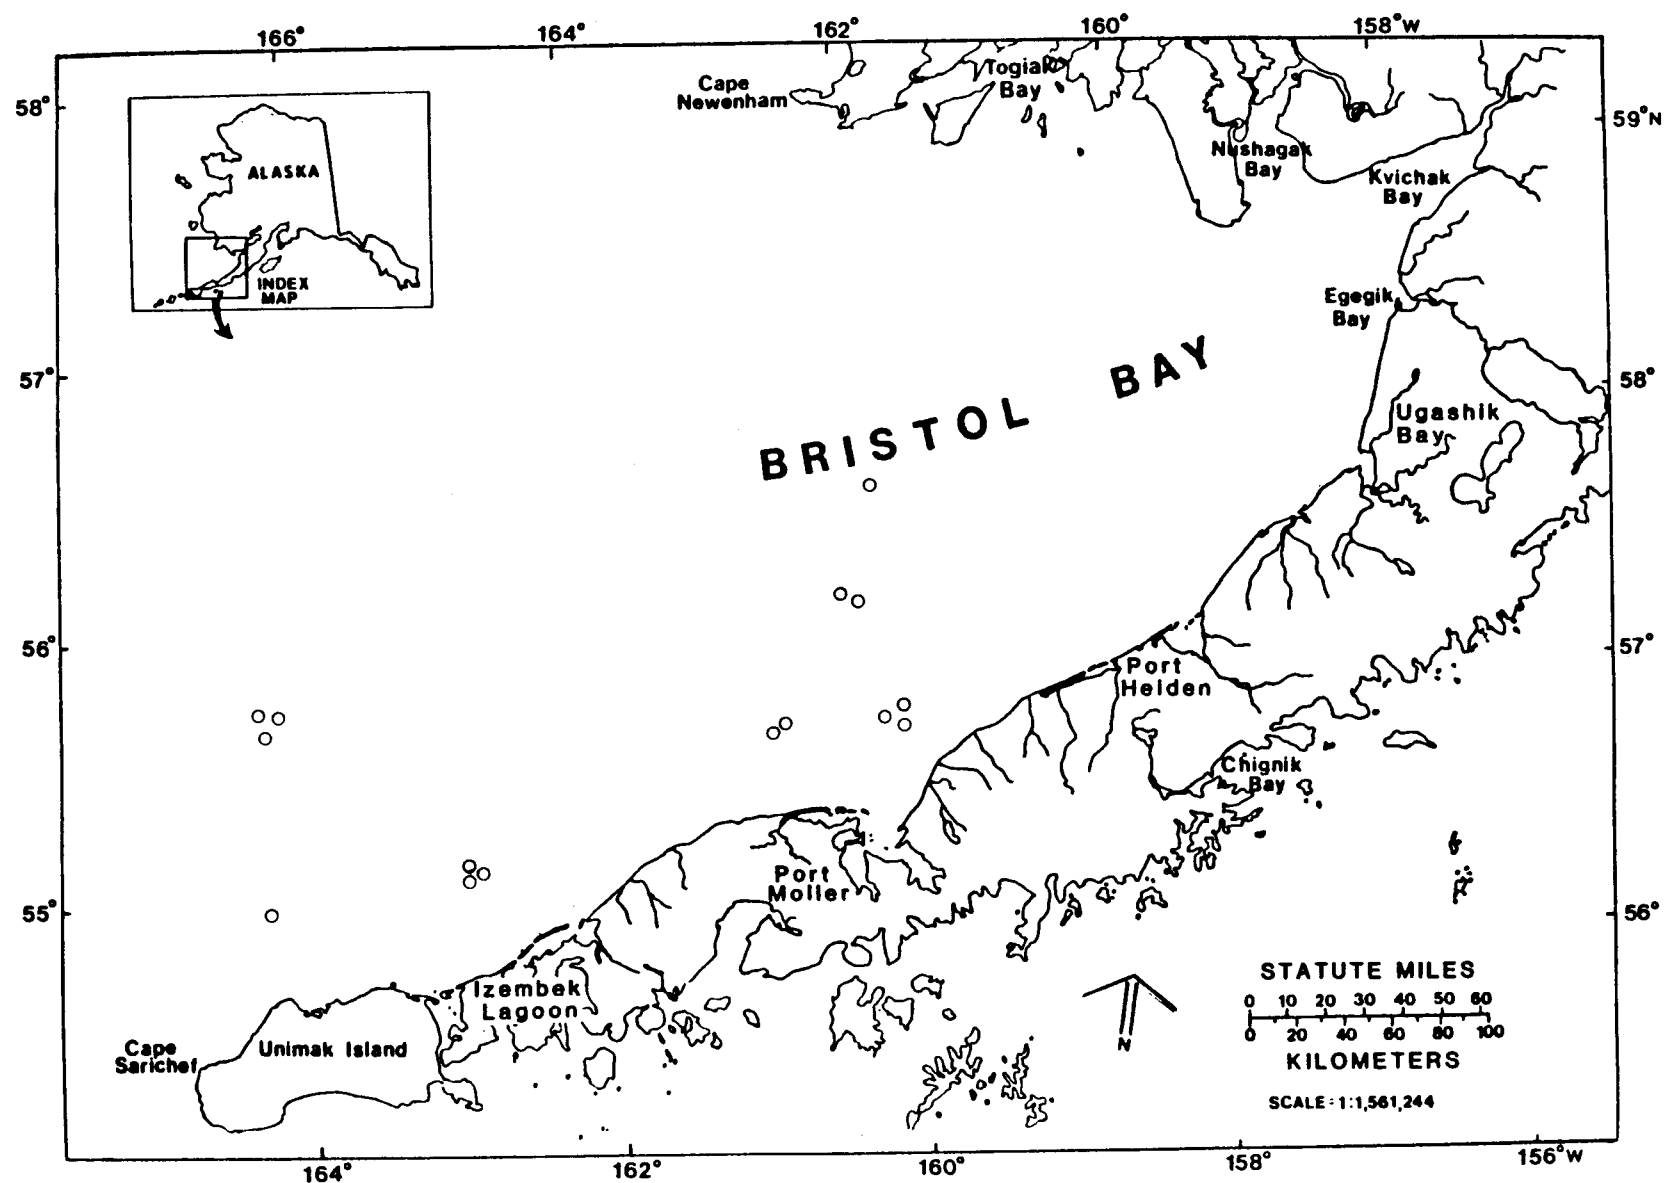 166°
164°
162°
160°
158°W
58°
57°
56°
55°
59°N
58°
57°
56°
164°
162°
160°
158°
156°W
ALASKA
INDEX
MAP
Cape
Newenham
Togiak
Bay
Nushagak
Bay
Kvichak
Bay
Egegik
Bay
BRISTOL BAY
Ugashik
Bay
Port
Heiden
Chignik
Bay
Port
Moller
Izembek
Lagoon
Unimak Island
Cape
Sarichef
N
STATUTE MILES
0 10 20 30 40 50 60
0 20 40 60 80 100
KILOMETERS
SCALE: 1:1,561,244